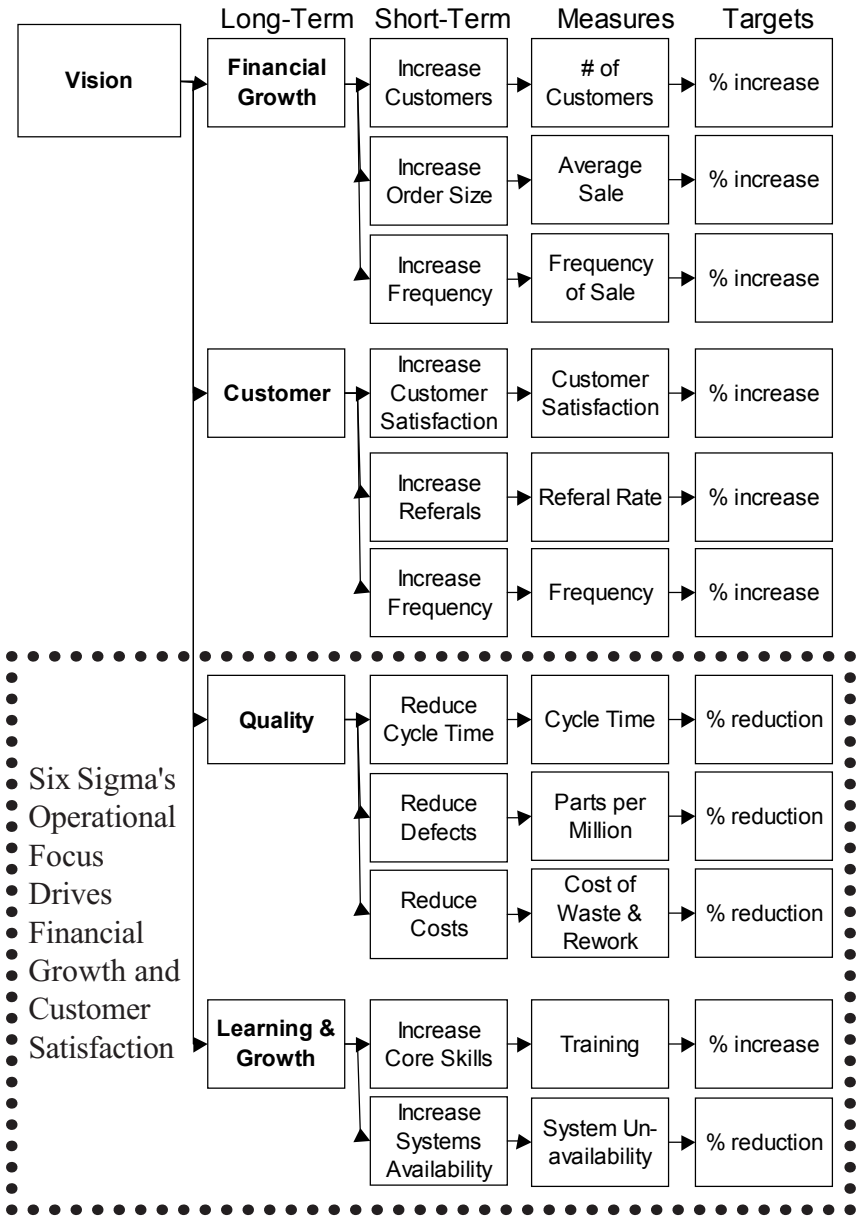 Long-Term Short-Term Measures Targets
Vision
Financial
Growth
Increase
Customers
# of
Customers
% increase
Increase
Order Size
Average
Sale
% increase
Increase
Frequency
Frequency
of Sale
% increase
Customer
Increase
Customer
Satisfaction
Customer
Satisfaction
% increase
Increase
Referals
Referal Rate
% increase
Increase
Frequency
Frequency
% increase
Six Sigma's
Operational
Focus
Drives
Financial
Growth and
Customer
Satisfaction
Quality
Reduce
Cycle Time
Cycle Time
% reduction
Reduce
Defects
Parts per
Million
% reduction
Reduce
Costs
Cost of
Waste &
Rework
% reduction
Learning &
Growth
Increase
Core Skills
Training
% increase
Increase
Systems
Availability
System Un-
availability
% reduction